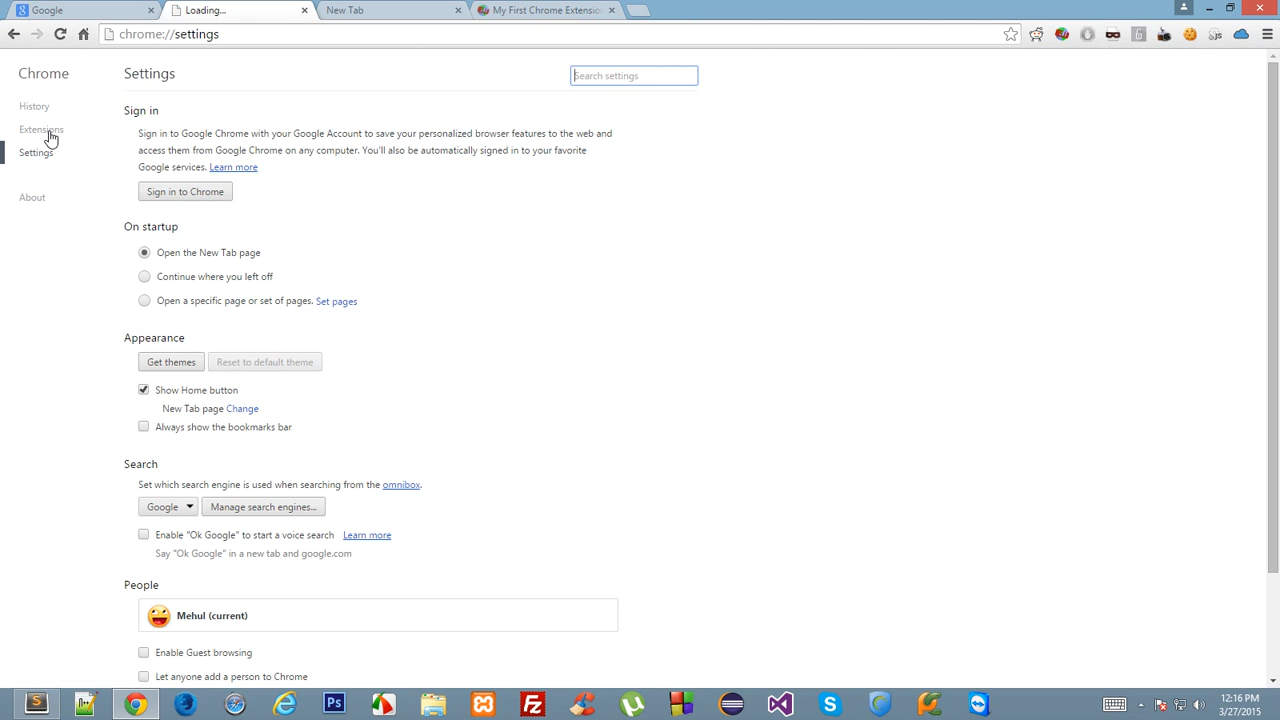 Google
Loading...
New Tab
My First Chrome Extensio
chrome://settings
Chrome
History
Extensions
Settings
About
Settings
Search settings
Sign in
Sign in to Google Chrome with your Google Account to save your personalized browser features to the web and
access them from Google Chrome on any computer. You'll also be automatically signed in to your favorite
Google services. Learn more
Sign in to Chrome
On startup
Open the New Tab page
Continue where you left off
Open a specific page or set of pages. Set pages
Appearance
Get themes
Reset to default theme
Show Home button
New Tab page Change
Always show the bookmarks bar
Search
Set which search engine is used when searching from the omnibox.
Google
Manage search engines...
Enable "Ok Google" to start a voice search Learn more
Say "Ok Google" in a new tab and google.com
People
Mehul (current)
Enable Guest browsing
Let anyone add a person to Chrome
12:16 PM
3/27/2015